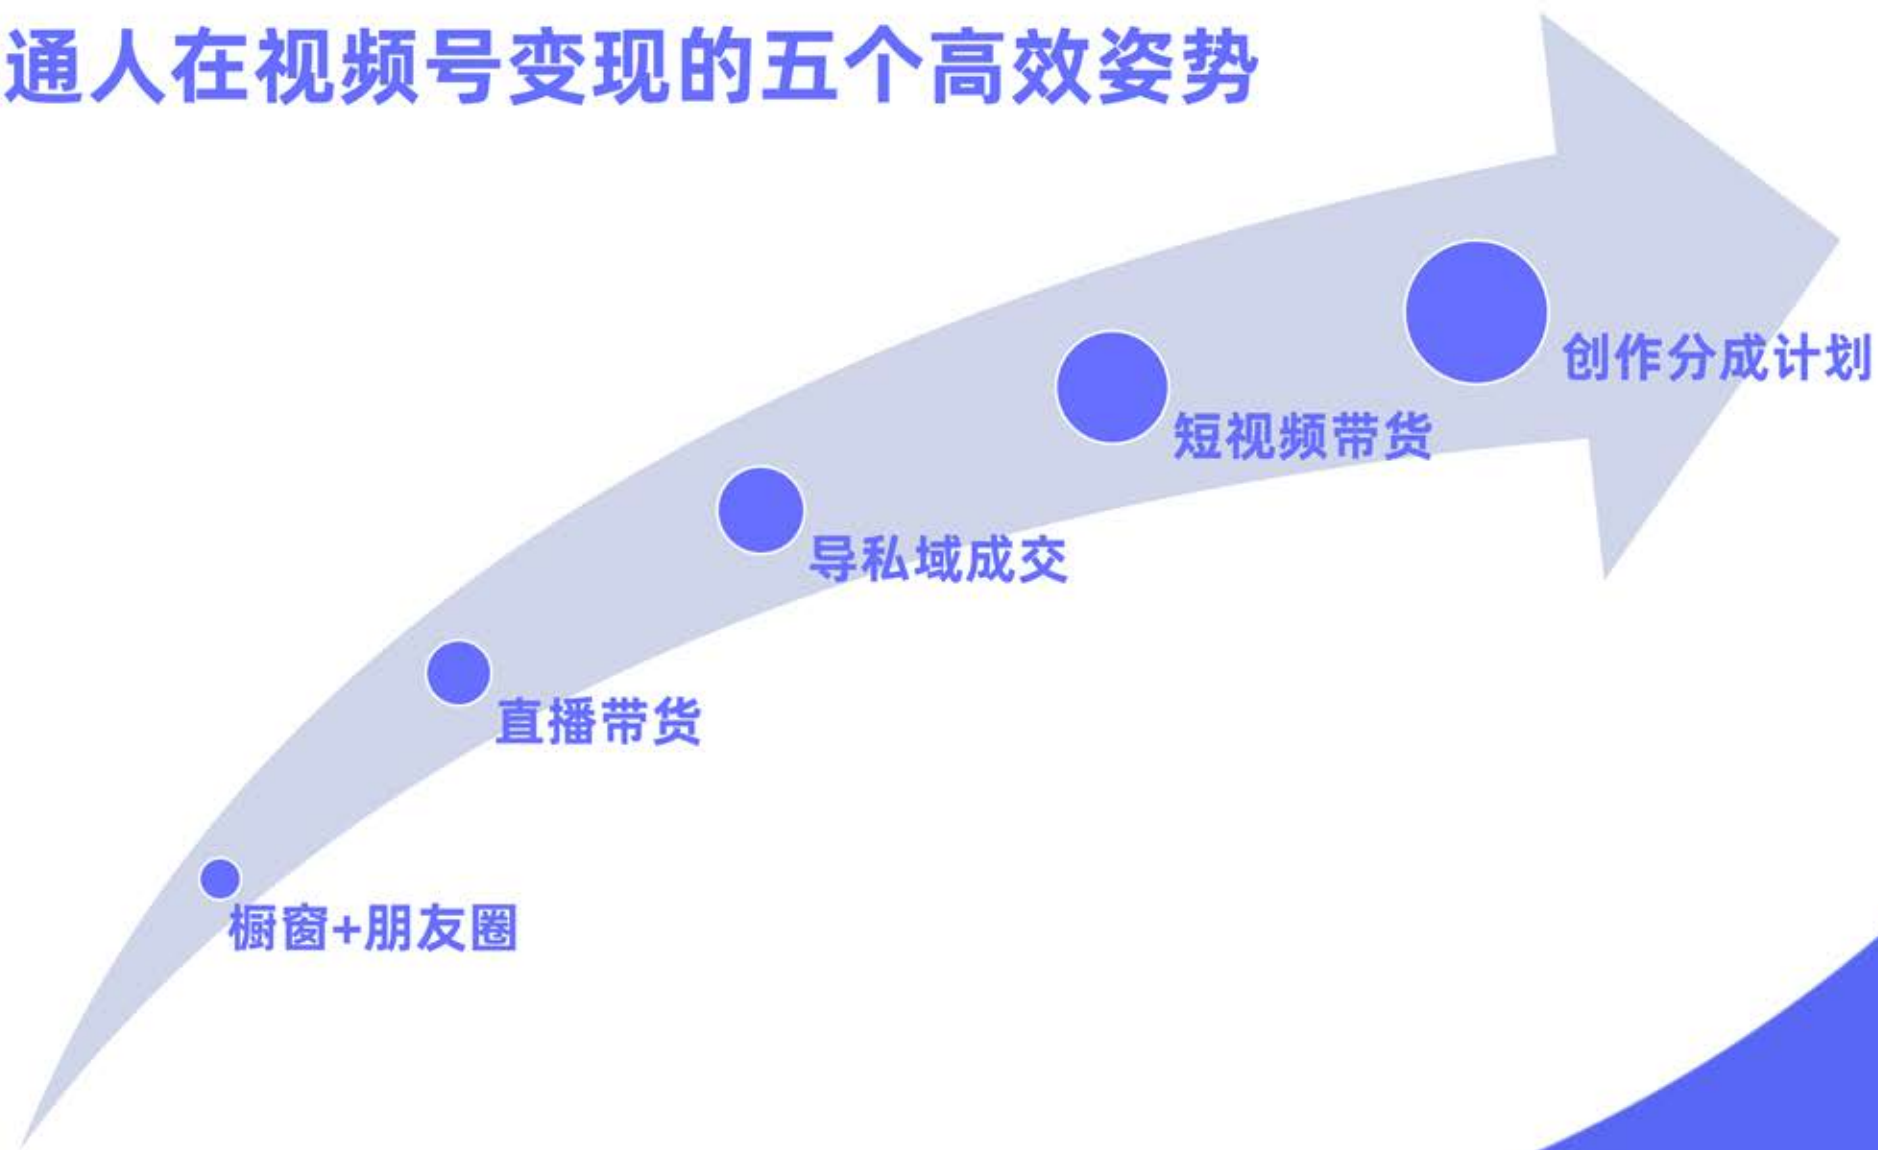 通人在视频号变现的五个高效姿势
创作分成计划
短视频带货
导私域成交
直播带货
橱窗+朋友圈